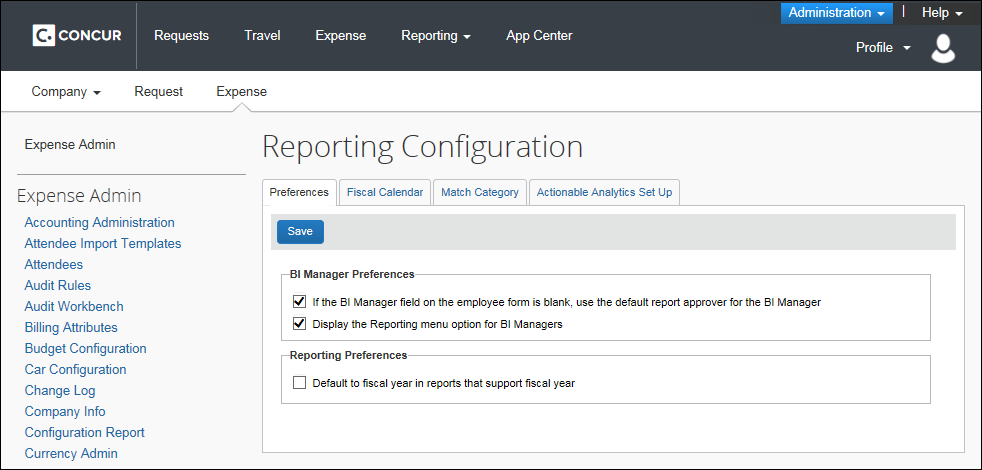 Administration | Help
C. CONCUR Requests Travel Expense Reporting App Center
Profile
Company Request Expense
Expense Admin
Expense Admin
Accounting Administration
Attendee Import Templates
Attendees
Audit Rules
Audit Workbench
Billing Attributes
Budget Configuration
Car Configuration
Change Log
Company Info
Configuration Report
Currency Admin
Reporting Configuration
Preferences Fiscal Calendar Match Category Actionable Analytics Set Up
Save
BI Manager Preferences
If the BI Manager field on the employee form is blank, use the default report approver for the BI Manager
Display the Reporting menu option for BI Managers
Reporting Preferences
Default to fiscal year in reports that support fiscal year